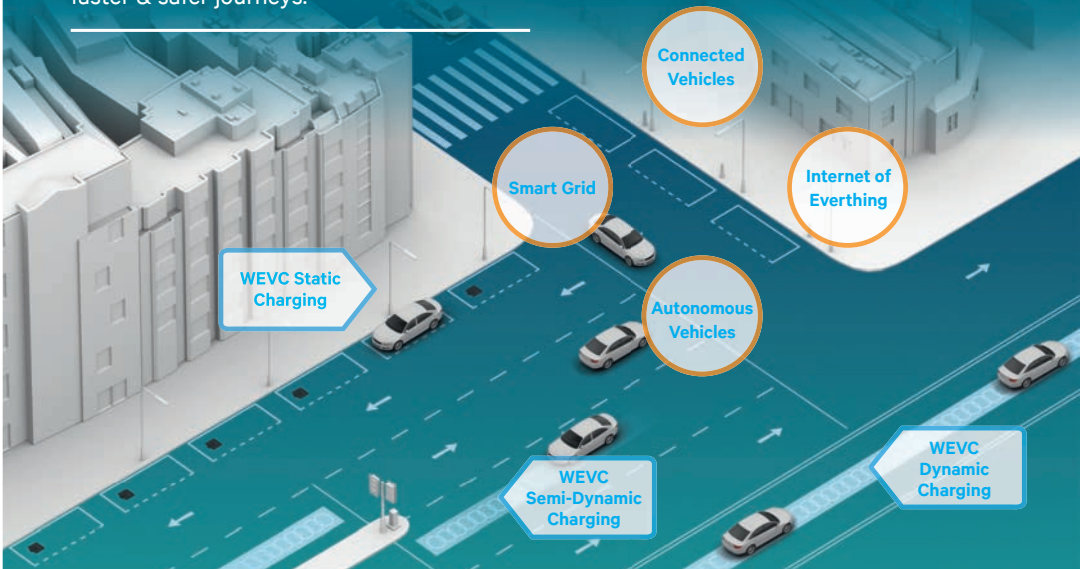 faster & safer journeys.
Connected
Vehicles
Smart Grid
Internet of
Everthing
WEVC Static
Charging
Autonomous
Vehicles
WEVC
Dynamic
Charging
WEVC
Semi-Dynamic
Charging